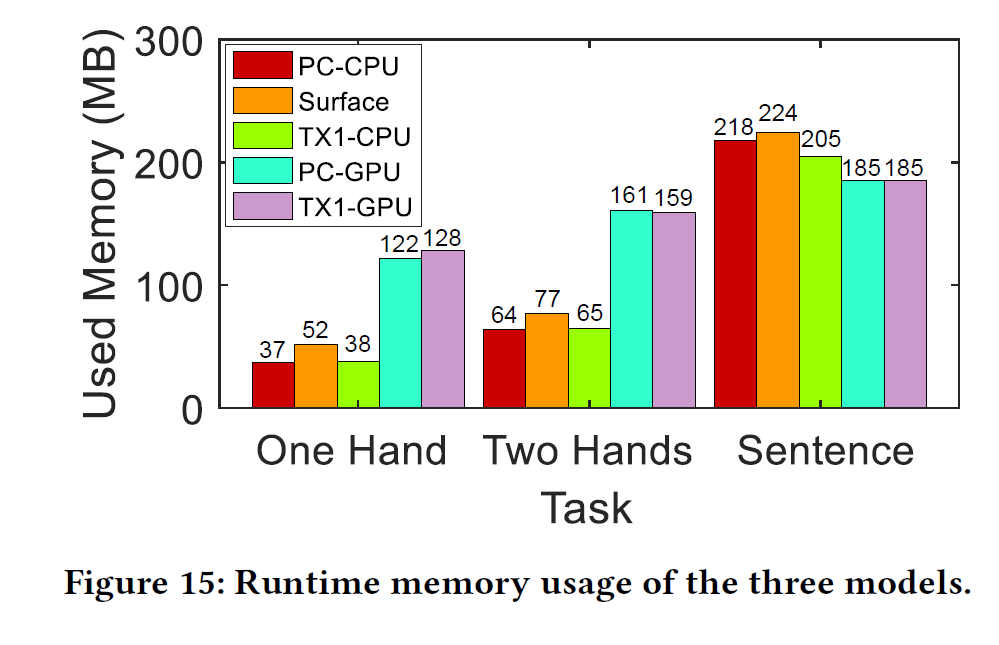 300
200
100
0
Used Memory (MB)
PC-CPU
Surface
TX1-CPU
PC-GPU
TX1-GPU
37 52 38 122 128
64 77 65 161 159
218 224 205 185 185
One Hand Two Hands Sentence
Task
Figure 15: Runtime memory usage of the three models.